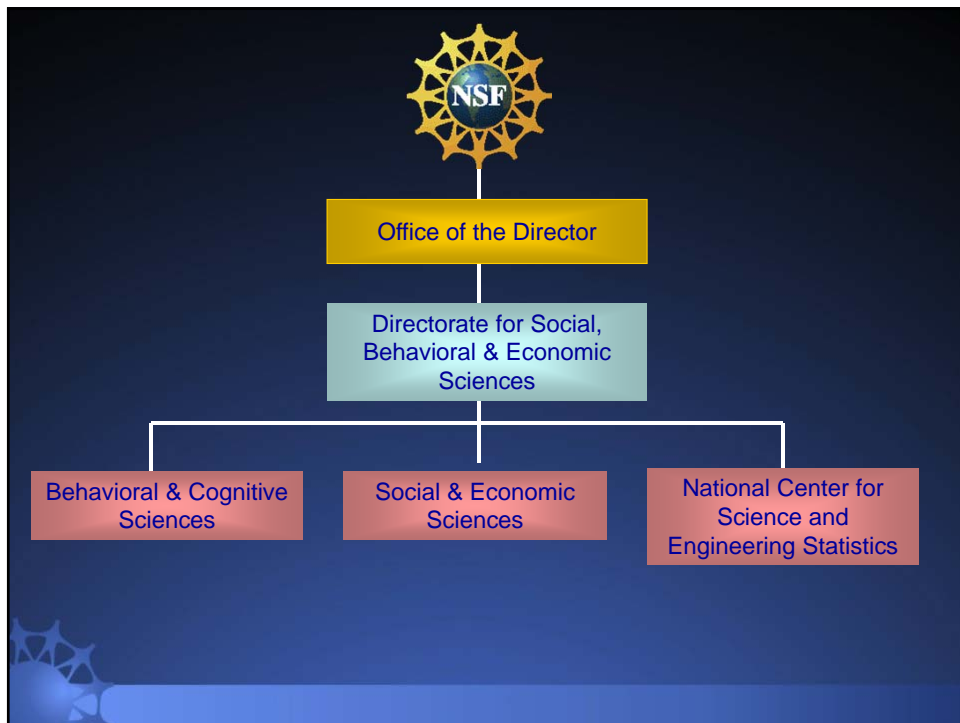 NSF
Office of the Director
Directorate for Social,
Behavioral & Economic
Sciences
Behavioral & Cognitive
Sciences
Social & Economic
Sciences
National Center for
Science and
Engineering Statistics